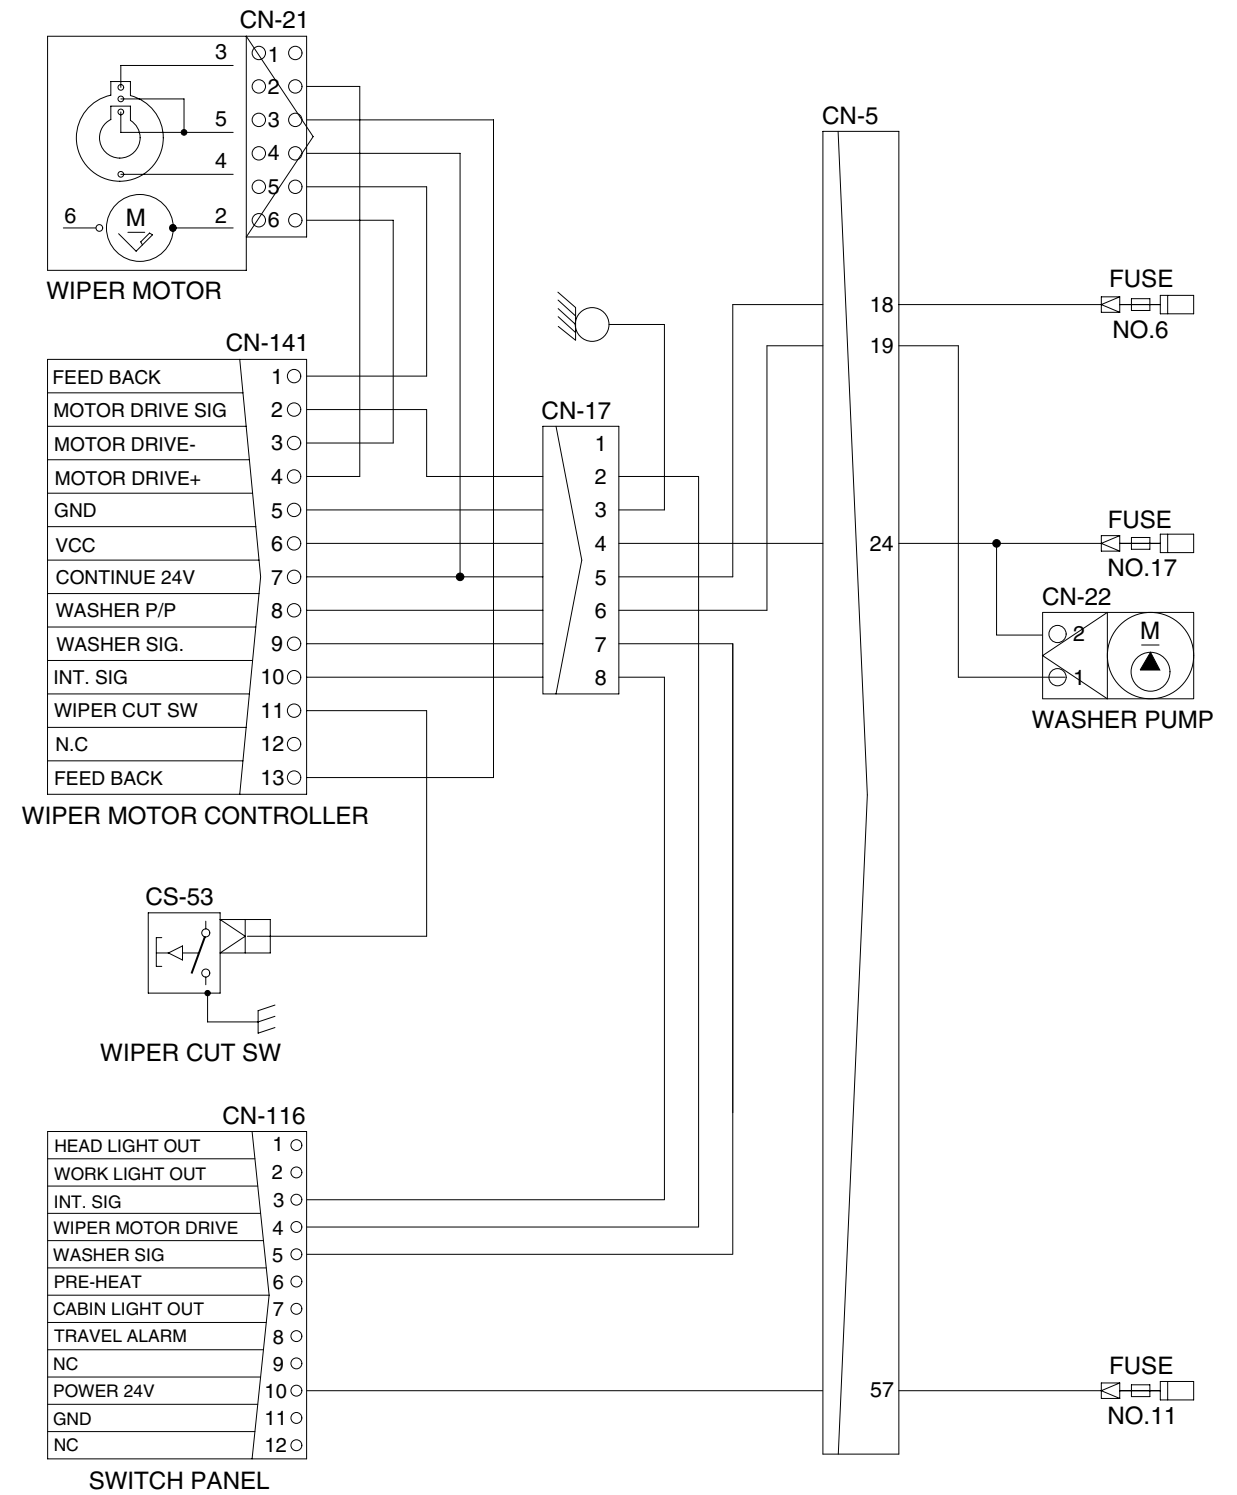 CN-21
3
5
4
6
M
2
1
2
3
4
5
6
WIPER MOTOR
CN-141
FEED BACK 1
MOTOR DRIVE SIG 2
MOTOR DRIVE- 3
MOTOR DRIVE+ 4
GND 5
VCC 6
CONTINUE 24V 7
WASHER P/P 8
WASHER SIG. 9
INT. SIG 10
WIPER CUT SW 11
N.C 12
FEED BACK 13
WIPER MOTOR CONTROLLER
CN-17
1
2
3
4
5
6
7
8
CN-5
18
19
24
57
FUSE
NO.6
FUSE
NO.17
CN-22
2
1
M
WASHER PUMP
CS-53
WIPER CUT SW
CN-116
HEAD LIGHT OUT 1
WORK LIGHT OUT 2
INT. SIG 3
WIPER MOTOR DRIVE 4
WASHER SIG 5
PRE-HEAT 6
CABIN LIGHT OUT 7
TRAVEL ALARM 8
NC 9
POWER 24V 10
GND 11
NC 12
SWITCH PANEL
FUSE
NO.11